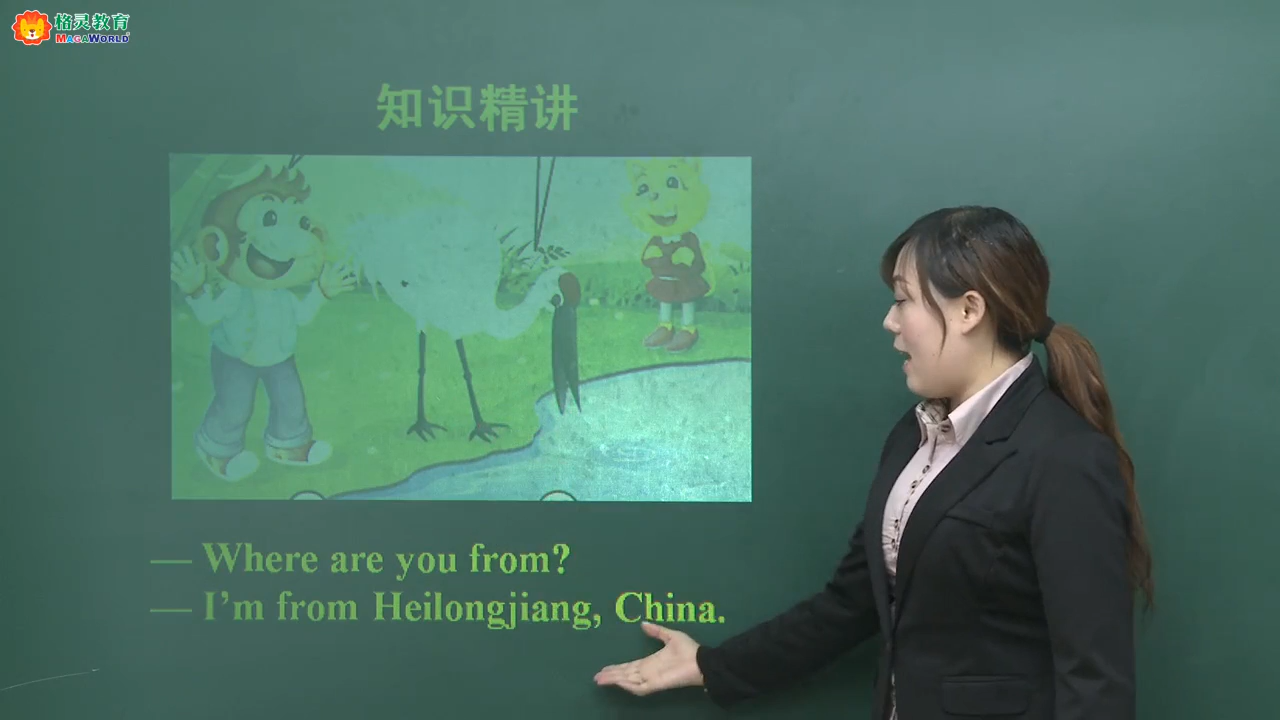 格灵教育
MAGAWORLD
知识精讲
— Where are you from?
— I'm from Heilongjiang, China.